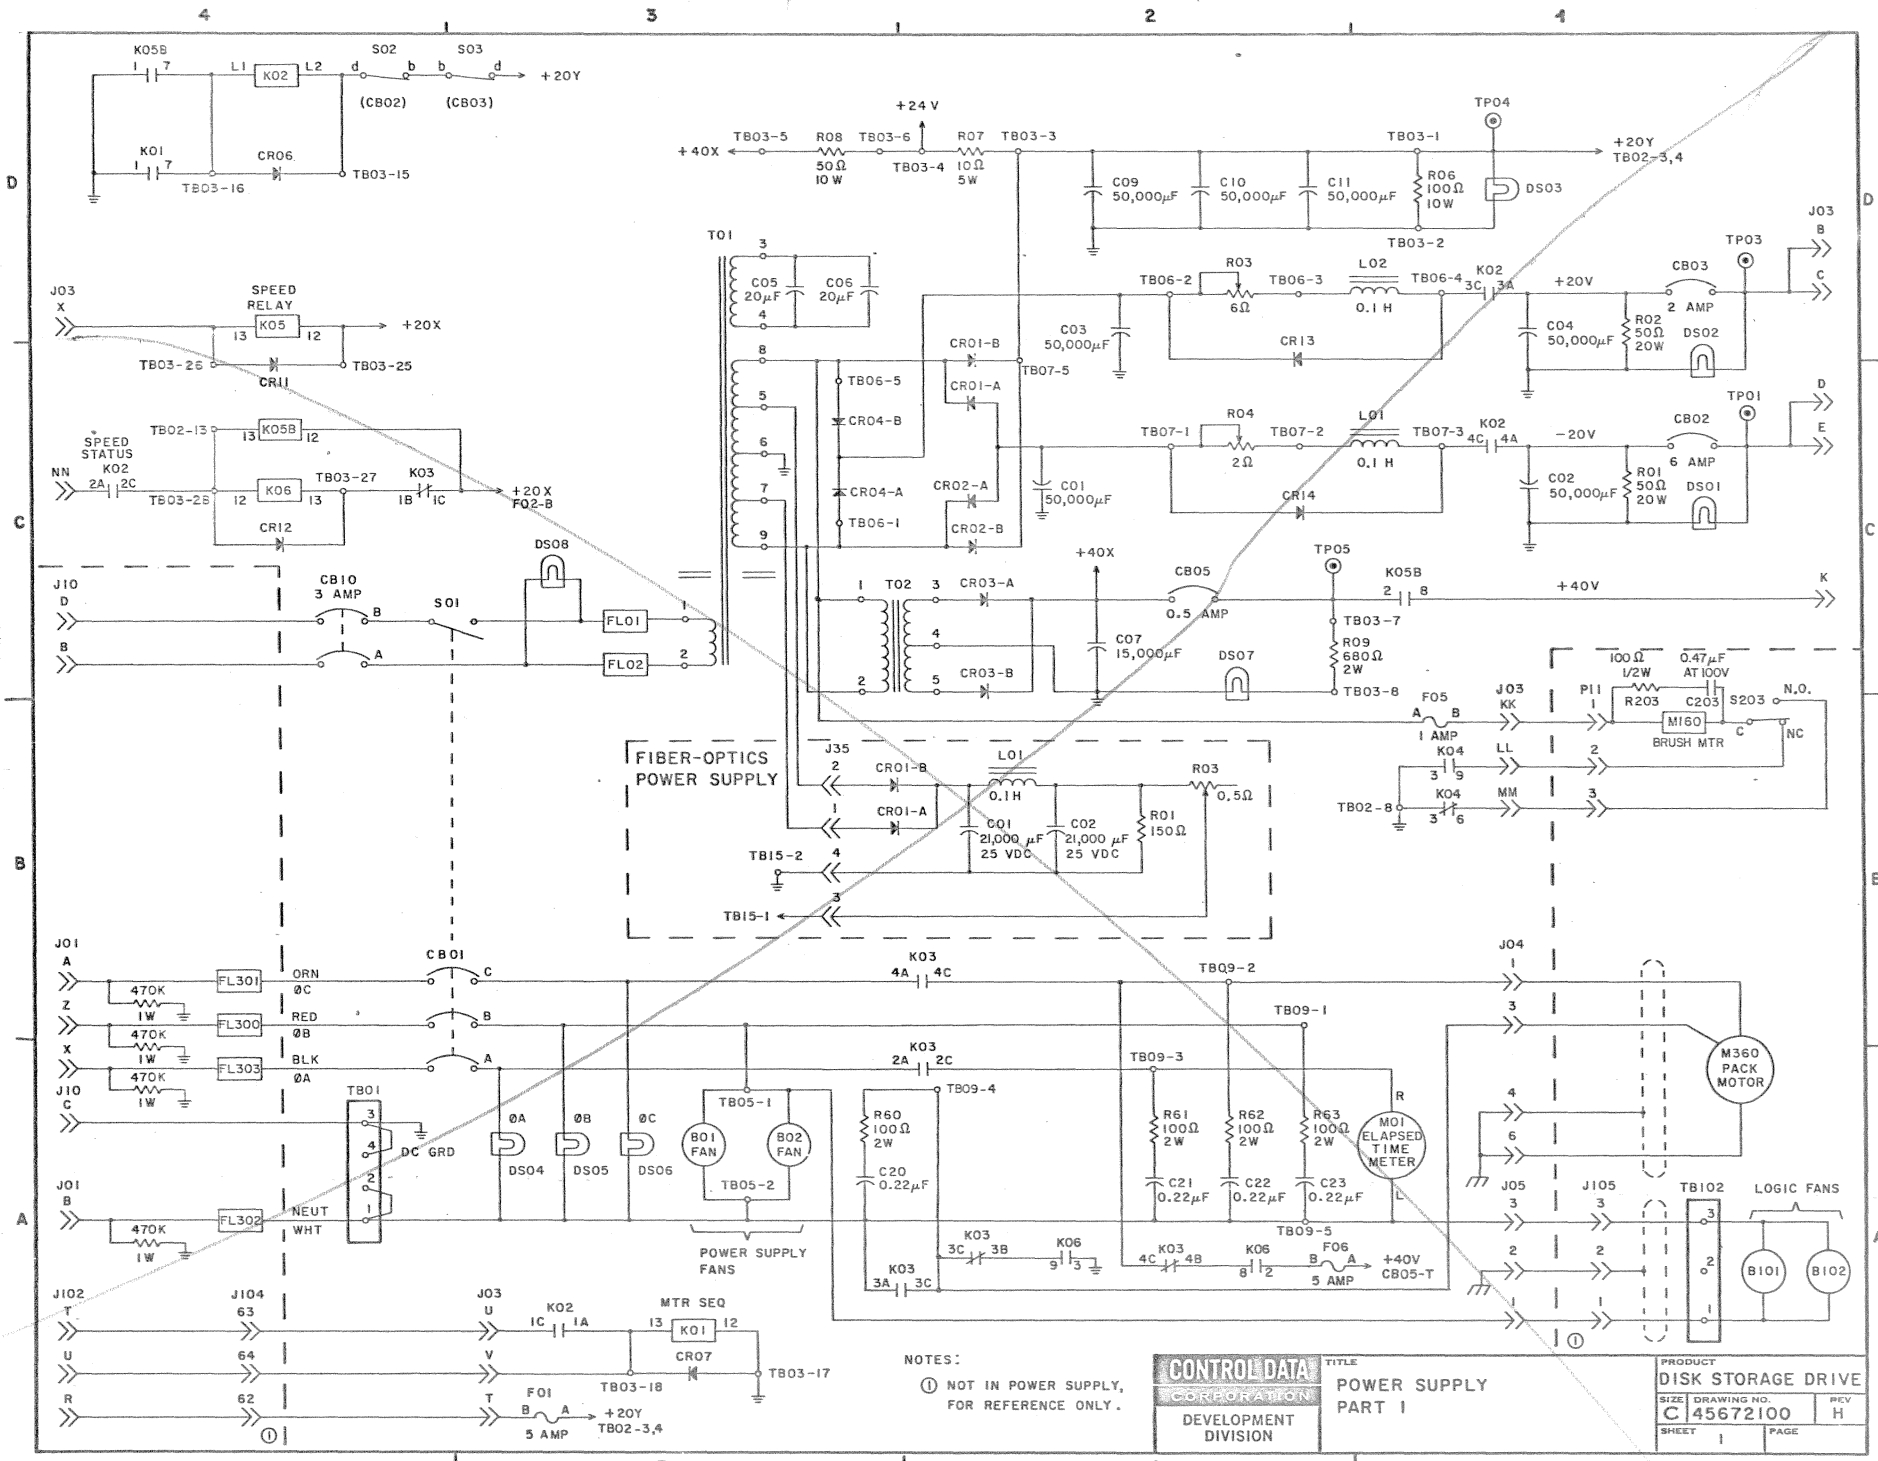 4 3 2 1
K05B S02 S03
1 7 L1 K02 L2 d b b d +20Y
(CB02) (CB03)
K01 CR06
1 7 TB03-16 TB03-15
D
+24V TP04
TB03-5 R08 TB03-6 R07 TB03-3 TB03-1
+40X 50Ω 10W TB03-4 10Ω 5W +20Y
TB02-3,4
C09 50,000µF C10 50,000µF C11 50,000µF R06 100Ω 10W DS03
TB03-2
D
J03
B
C
T01
3
C05 20µF C06 20µF
4
TB06-2 R03 6Ω TB06-3 L02 0.1 H TB06-4 K02 3C 3A +20V CB03 2 AMP TP03
C03 50,000µF CR13 C04 50,000µF R02 50Ω 20W DS02
J03
X
SPEED
RELAY
13 K05 12 +20X
TB03-26 CR11 TB03-25
8 CR01-B TB07-5
TB06-5 CR01-A
5 CR04-B
6
7 CR04-A CR02-A
TB06-1
9 CR02-B
TB07-1 R04 2Ω TB07-2 L01 0.1 H TB07-3 K02 4C 4A -20V CB02 6 AMP TP01
D
E
C01 50,000µF CR14 C02 50,000µF R01 50Ω 20W DS01
TB02-13 13 K05B 12
SPEED
STATUS
NN K02 2A 2C TB03-28 12 K06 13 TB03-27 K03 1B 1C +20X
F02-B
CR12
C
C
J10
D
B
CB10
3 AMP
B
A
S01 DS08 FL01 FL02 1 2
1 T02 3 CR03-A +40X CB05 0.5 AMP TP05 K05B 2 8 +40V K
4 C07 15,000µF TB03-7
R09 680Ω 2W
2 5 CR03-B DS07 TB03-8
F05 A B 1 AMP J03 KK P11 1 100Ω 1/2W R203 0.47µF AT 100V C203 S203 N.O.
M160
BRUSH MTR C NC
K04 3 9 LL 2
TB02-8 K04 3 6 MM 3
FIBER-OPTICS
POWER SUPPLY
J35
2 CR01-B L01 0.1H R03 0.5Ω
1 CR01-A
C01 21,000 µF 25 VDC C02 21,000 µF 25 VDC R01 150Ω
TB15-2 4
TB15-1 3
B
J01
A 470K 1W FL301 ORN ØC
Z 470K 1W FL300 RED ØB
X 470K 1W FL303 BLK ØA
CB01
C
B
A
K03 4A 4C TB09-2 J04 1
TB09-1 3
K03 2A 2C TB09-3
M360
PACK
MOTOR
J10
C
TB01
3
4 DC GRD
2
1
ØA DS04 ØB DS05 ØC DS06
TB05-1
B01
FAN
B02
FAN
TB05-2
POWER SUPPLY
FANS
TB09-4
R60 100Ω 2W
C20 0.22µF
R61 100Ω 2W R62 100Ω 2W R63 100Ω 2W
C21 0.22µF C22 0.22µF C23 0.22µF
TB09-5
R
M01
ELAPSED
TIME
METER
L
4
6
J01
B 470K 1W FL302 NEUT
WHT
A
K03 3C 3B K06 9 3
K03 3A 3C
K03 4C 4B K06 8 2 F06 B A 5 AMP +40V
CB05-T
J05 J105 TB102 LOGIC FANS
3 3 3
2 2 2 B101 B102
1 1 1
J102 J104 J03
T 63 U K02 1C 1A MTR SEQ 13 K01 12
U 64 V TB03-18 CR07 TB03-17
R 62 T F01 B A 5 AMP +20Y
TB02-3,4
①
①
NOTES:
① NOT IN POWER SUPPLY,
FOR REFERENCE ONLY.
CONTROL DATA
CORPORATION
DEVELOPMENT
DIVISION
TITLE
POWER SUPPLY
PART 1
PRODUCT
DISK STORAGE DRIVE
SIZE DRAWING NO. REV
C 45672100 H
SHEET 1 PAGE